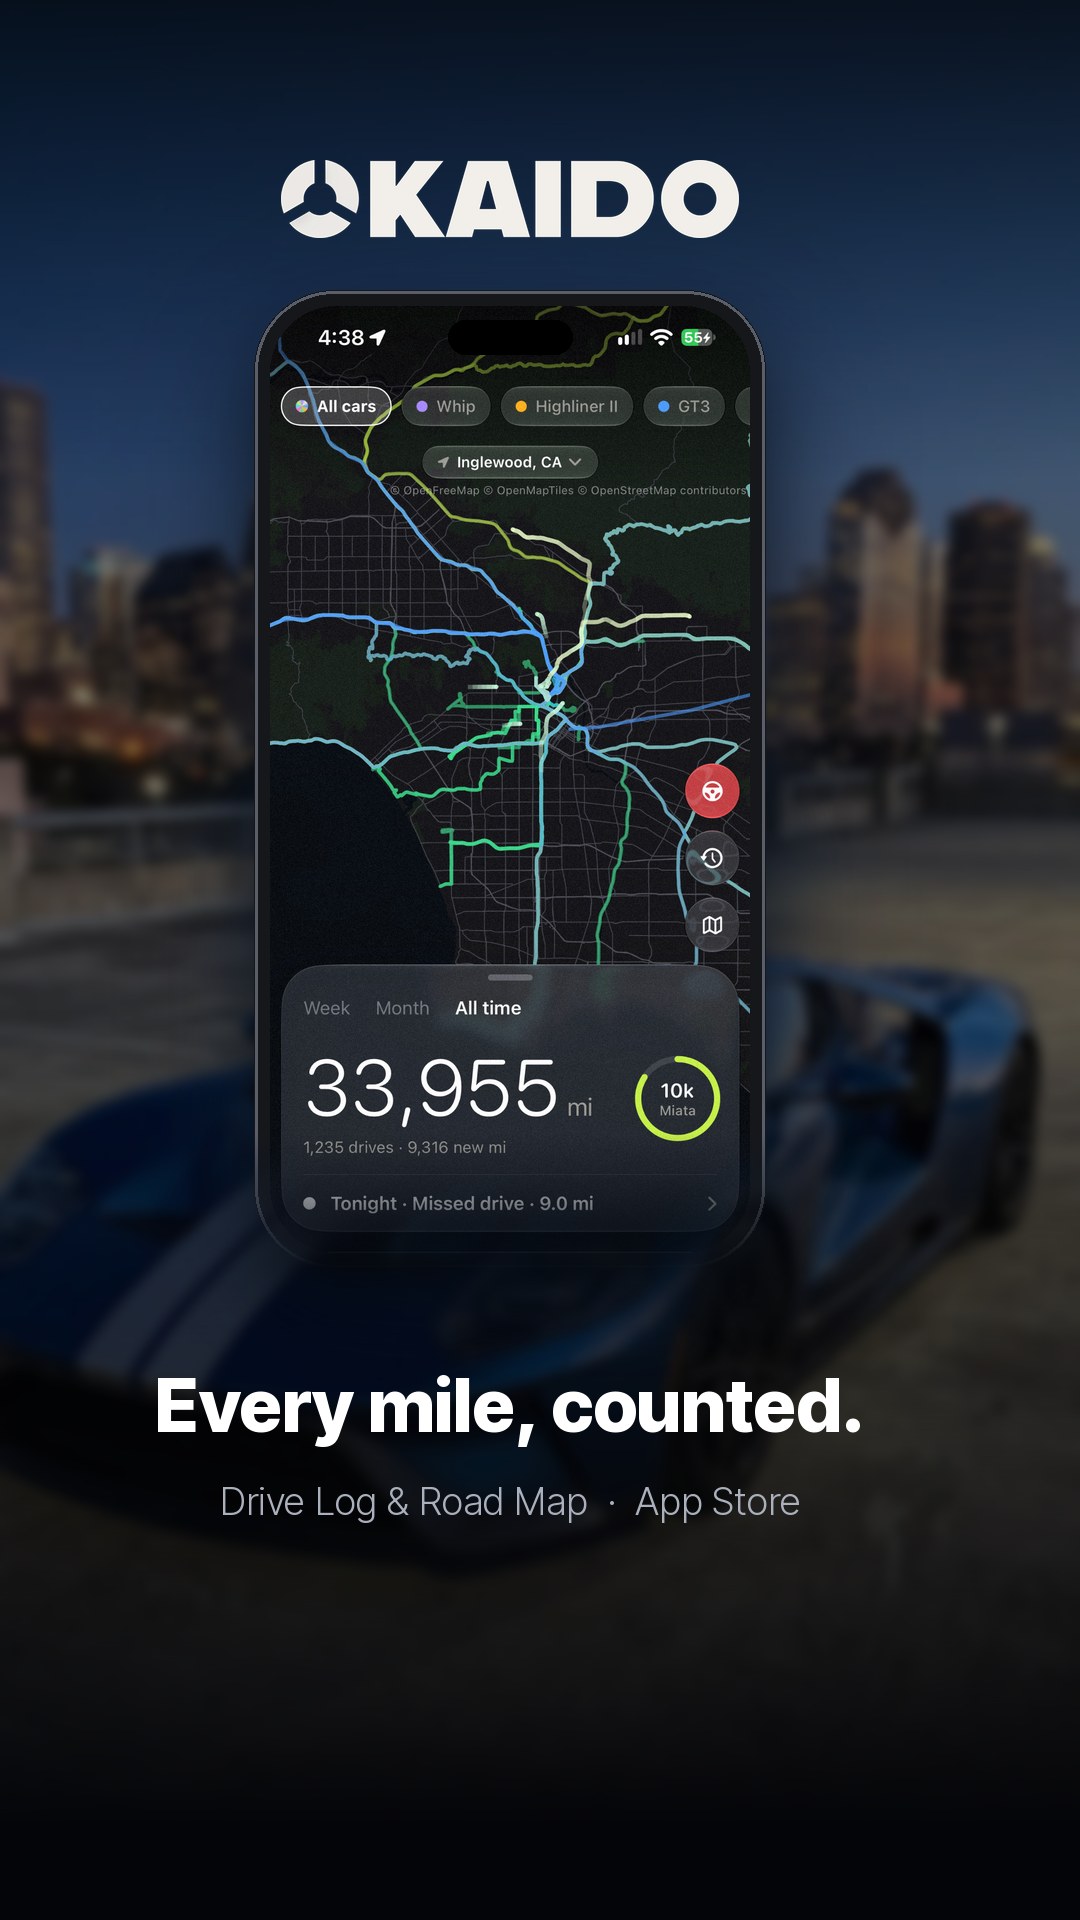 KAIDO
4:38
55
All cars
Whip
Highliner II
GT3
Inglewood, CA
© OpenFreeMap © OpenMapTiles © OpenStreetMap contributors
Week
Month
All time
33,955 mi
10k
Miata
1,235 drives · 9,316 new mi
Tonight · Missed drive · 9.0 mi
Every mile, counted.
Drive Log & Road Map · App Store